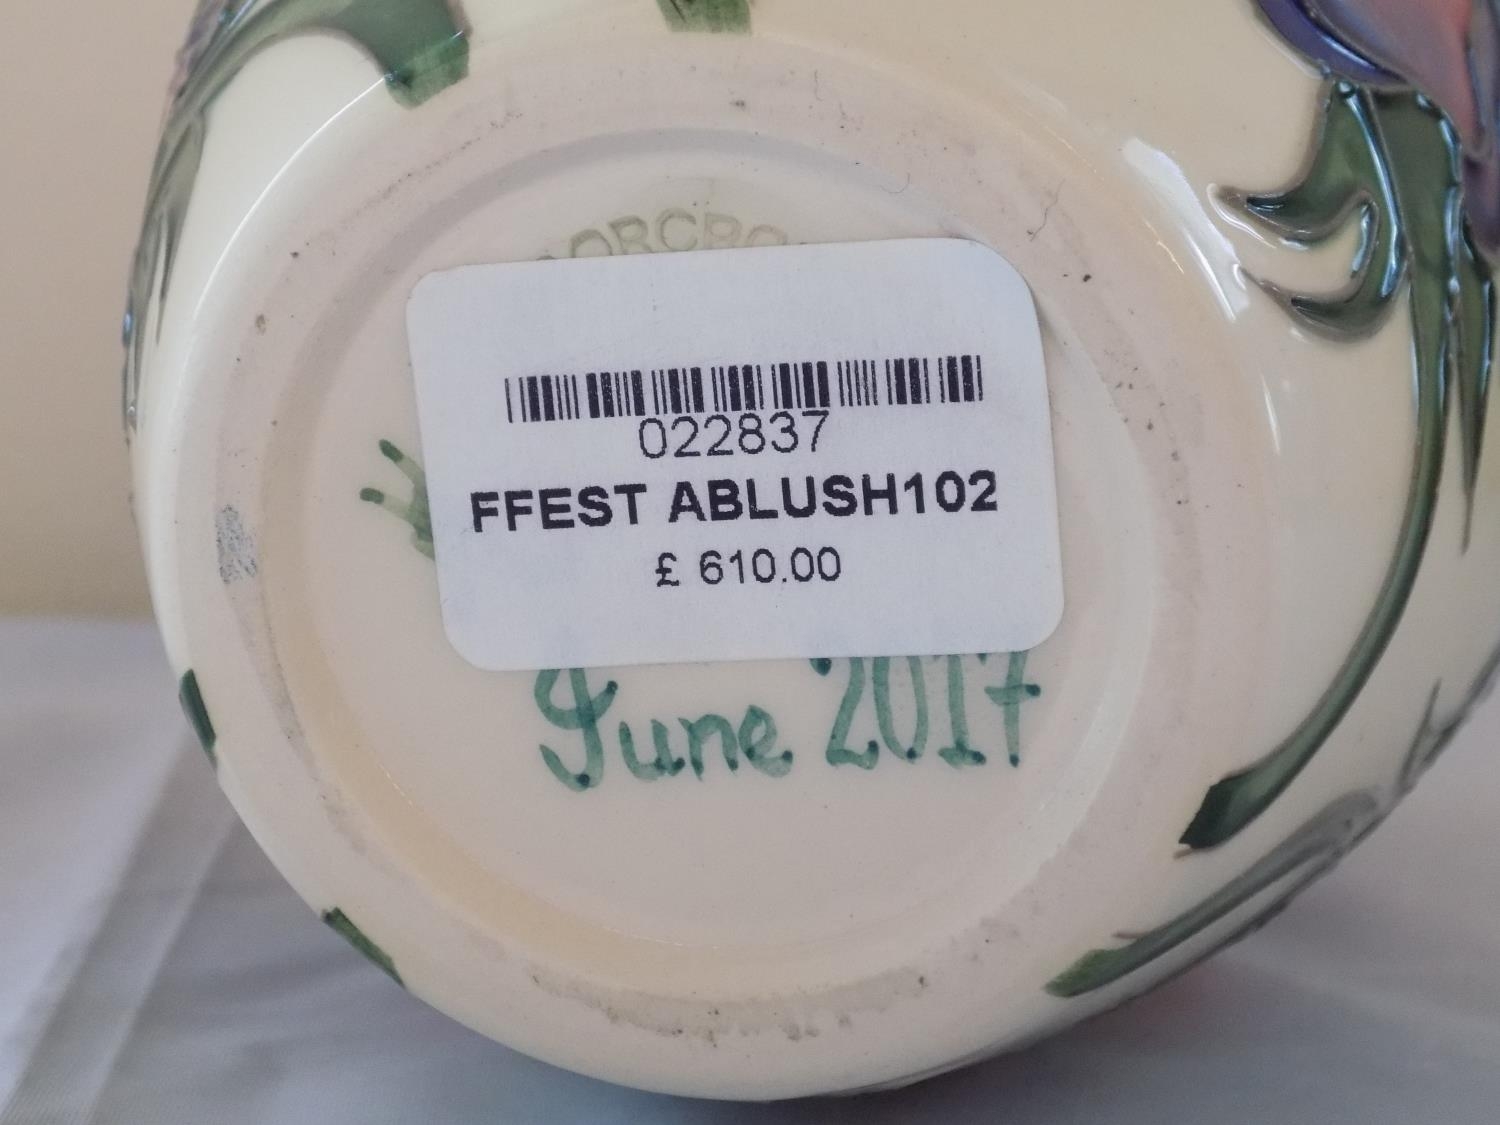 022837
FFEST ABLUSH102
£ 610.00
June 2017